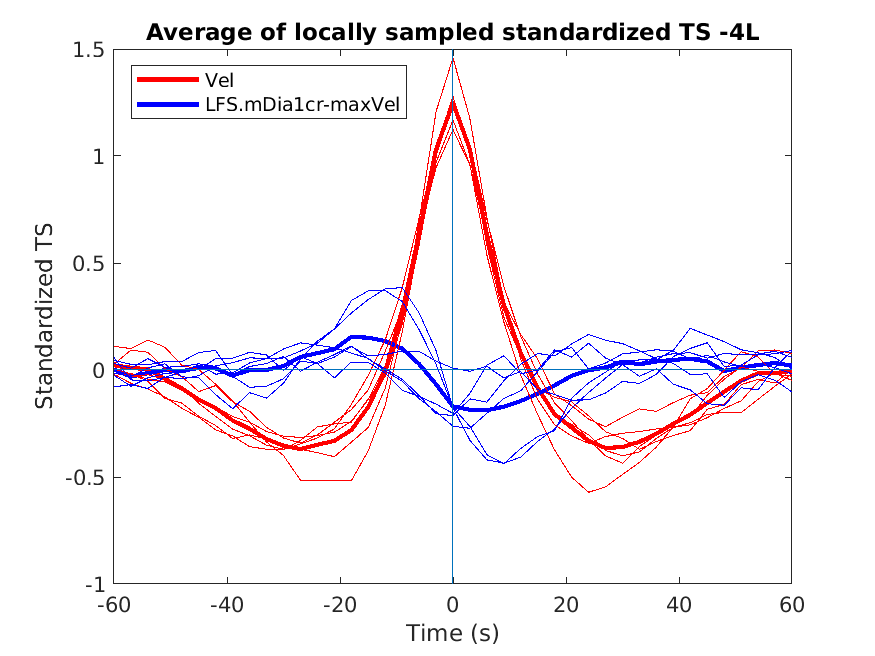 Average of locally sampled standardized TS -4L
Vel
LFS.mDia1cr-maxVel
Standardized TS
1.5
1
0.5
0
-0.5
-1
-60
-40
-20
0
20
40
60
Time (s)